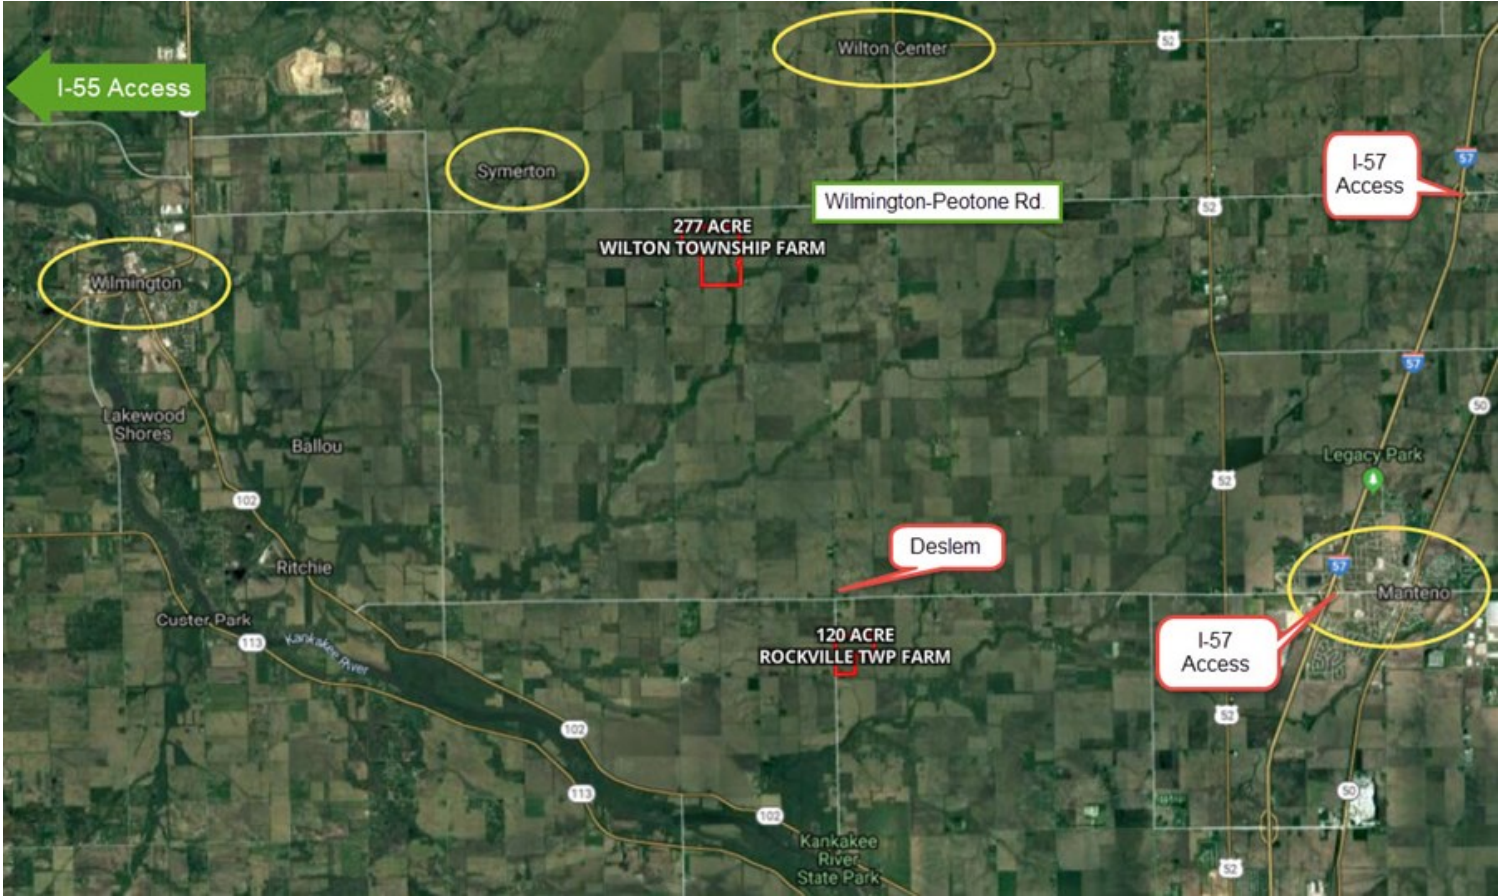 Wilton Center
52
I-55 Access
57
I-57
Access
Symerton
Wilmington-Peotone Rd.
52
277 ACRE
WILTON TOWNSHIP FARM
Wilmington
57
50
Lakewood
Shores
Ballou
Legacy Park
52
102
Deslem
57
Ritchie
Manteno
Custer Park
113
Kankakee
River
120 ACRE
ROCKVILLE TWP FARM
I-57
Access
52
102
113
50
102
Kankakee
River
State Park
52